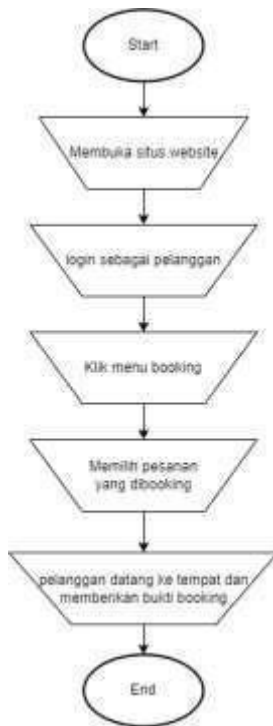 Start
Membuka situs website
login sebagai pelanggan
Klik menu booking
Memilih pesanan
yang dibooking
pelanggan datang ke tempat dan
memberikan bukti booking
End